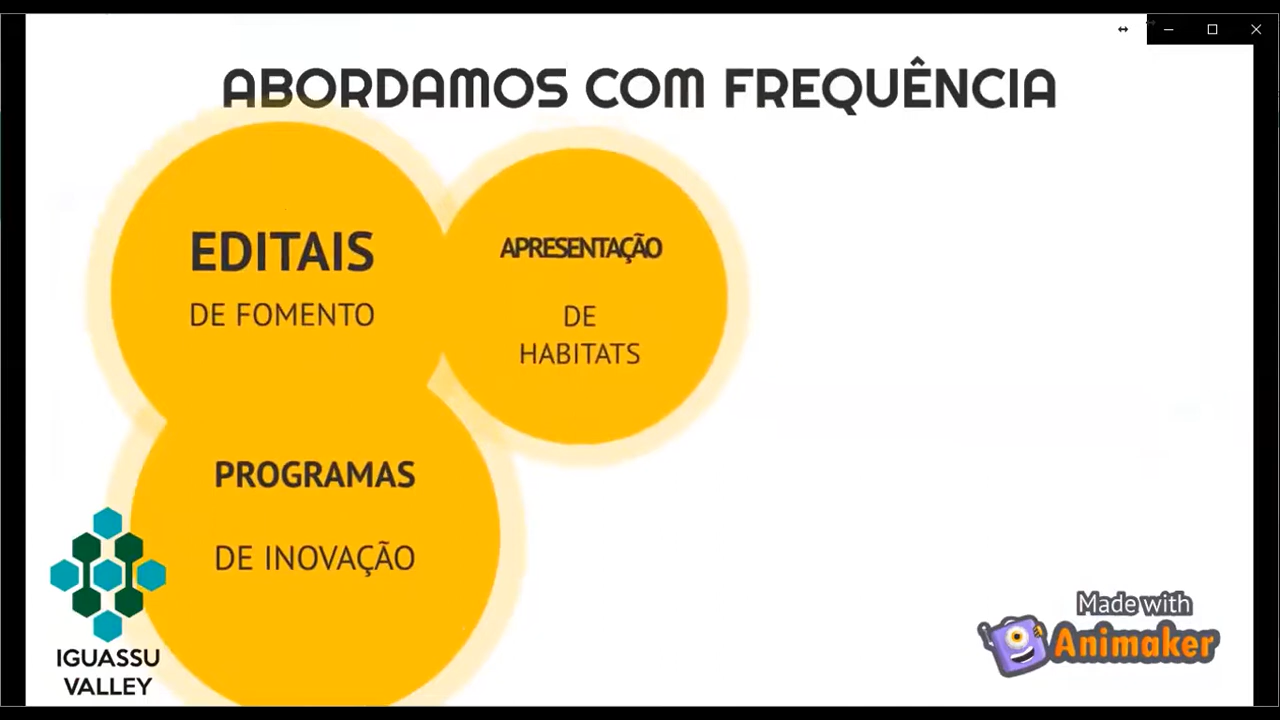 ABORDAMOS COM FREQUÊNCIA
EDITAIS
DE FOMENTO
APRESENTAÇÃO
DE
HABITATS
PROGRAMAS
DE INOVAÇÃO
IGUASSU
VALLEY
Made with
Animaker